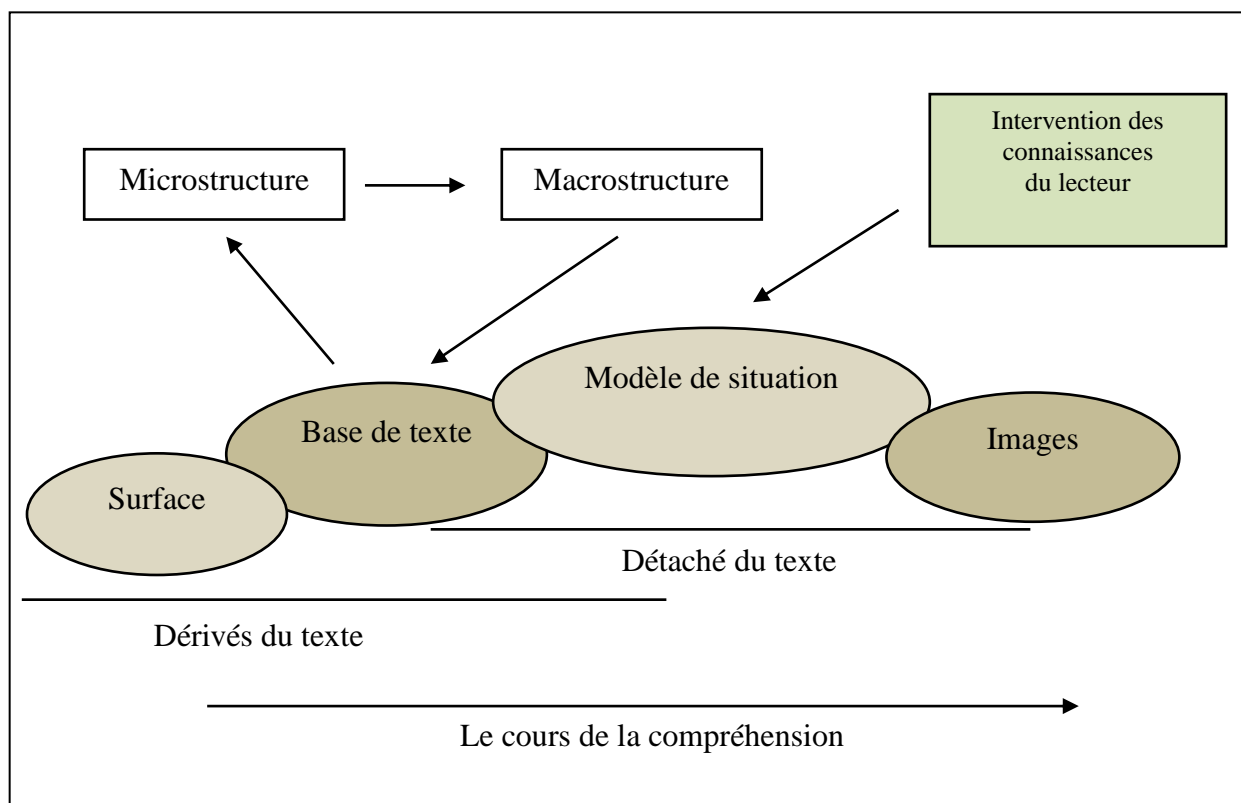 Intervention des
connaissances
du lecteur
Microstructure
Macrostructure
Modèle de situation
Base de texte
Images
Surface
Détaché du texte
Dérivés du texte
Le cours de la compréhension